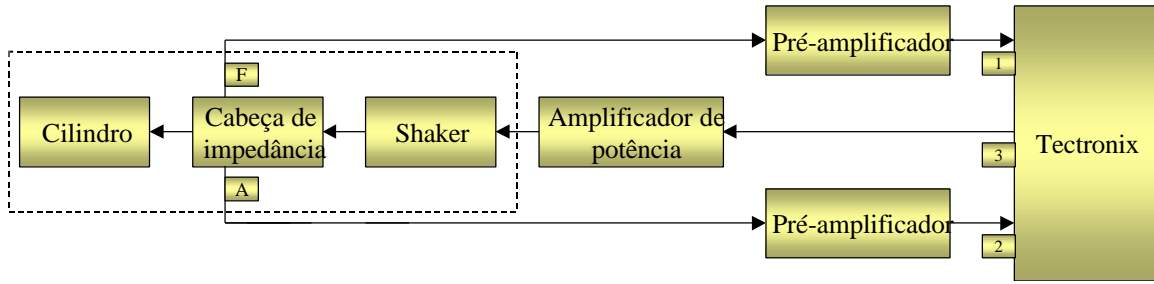 Pré-amplificador
1
F
Cilindro
Cabeça de
impedância
Shaker
Amplificador de
potência
3
Tectronix
A
Pré-amplificador
2